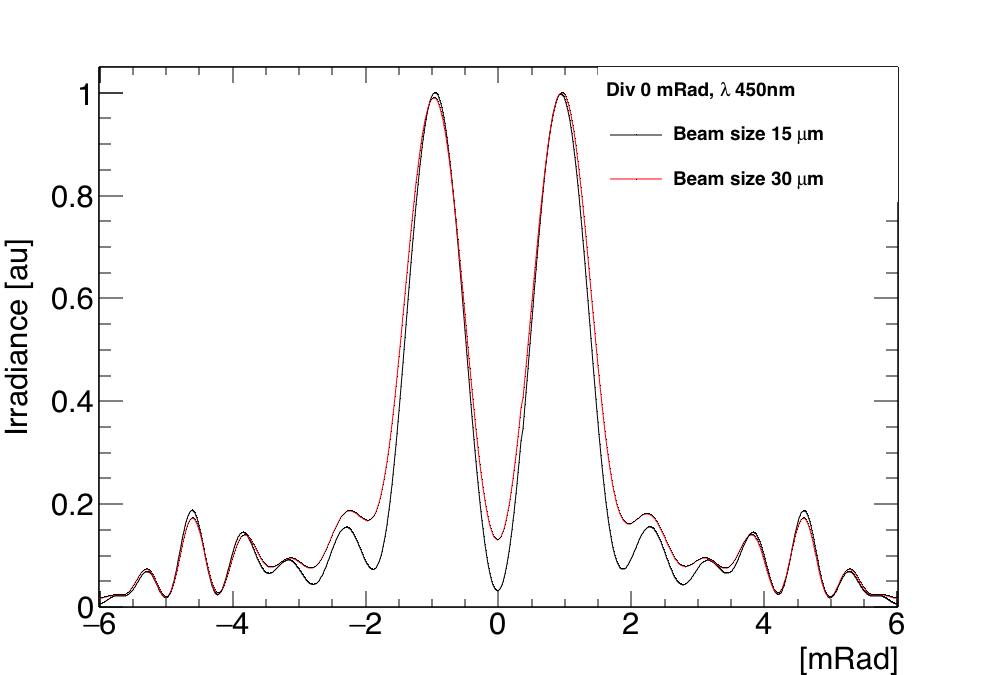 Div 0 mRad, λ 450nm
Beam size 15 μm
Beam size 30 μm
Irradiance [au]
1
0.8
0.6
0.4
0.2
0
−6 −4 −2 0 2 4 6
[mRad]